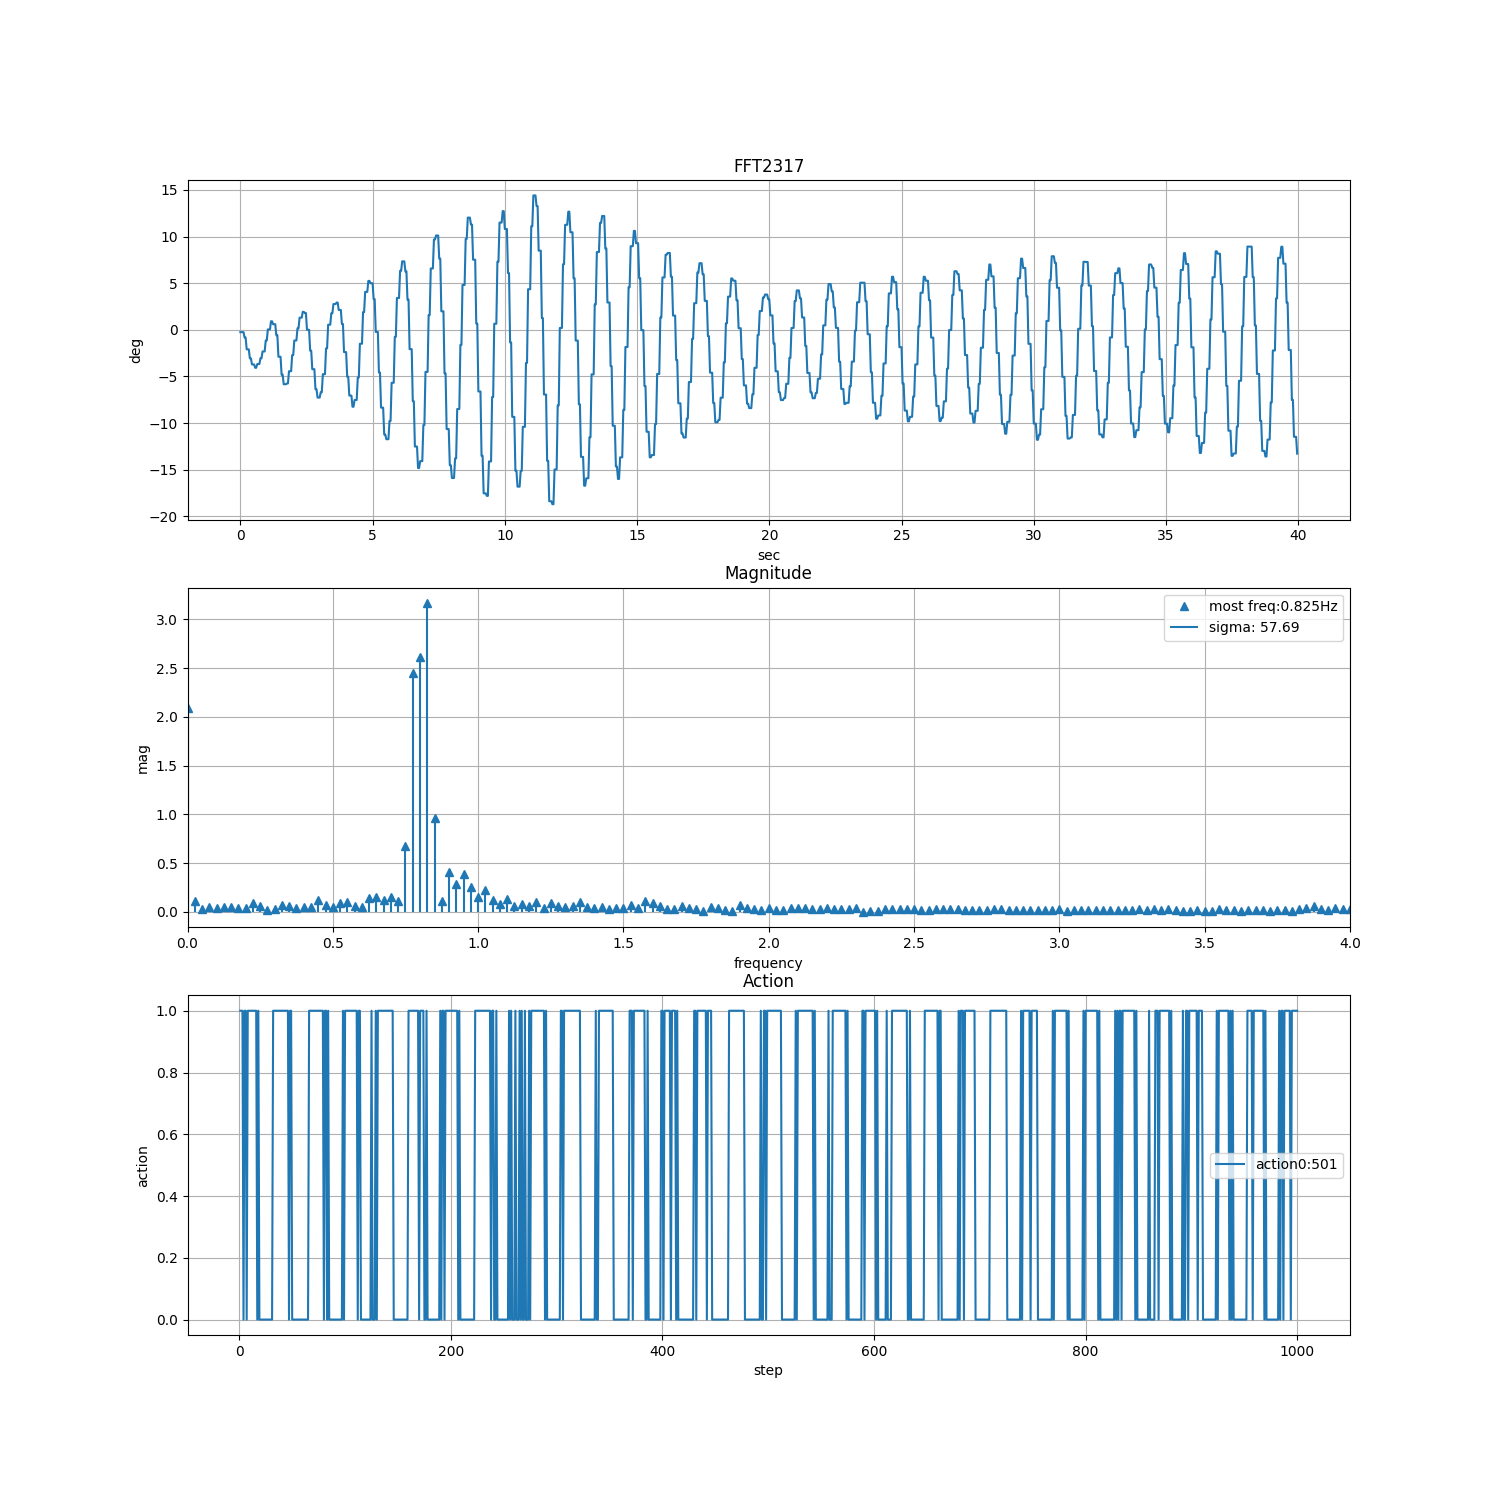 FFT2317
15
10
5
0
−5
−10
−15
−20
deg
0 5 10 15 20 25 30 35 40
sec
Magnitude
most freq:0.825Hz
sigma: 57.69
3.0
2.5
2.0
1.5
1.0
0.5
0.0
mag
0.0 0.5 1.0 1.5 2.0 2.5 3.0 3.5 4.0
frequency
Action
1.0
0.8
0.6
0.4
0.2
0.0
action
action0:501
0 200 400 600 800 1000
step